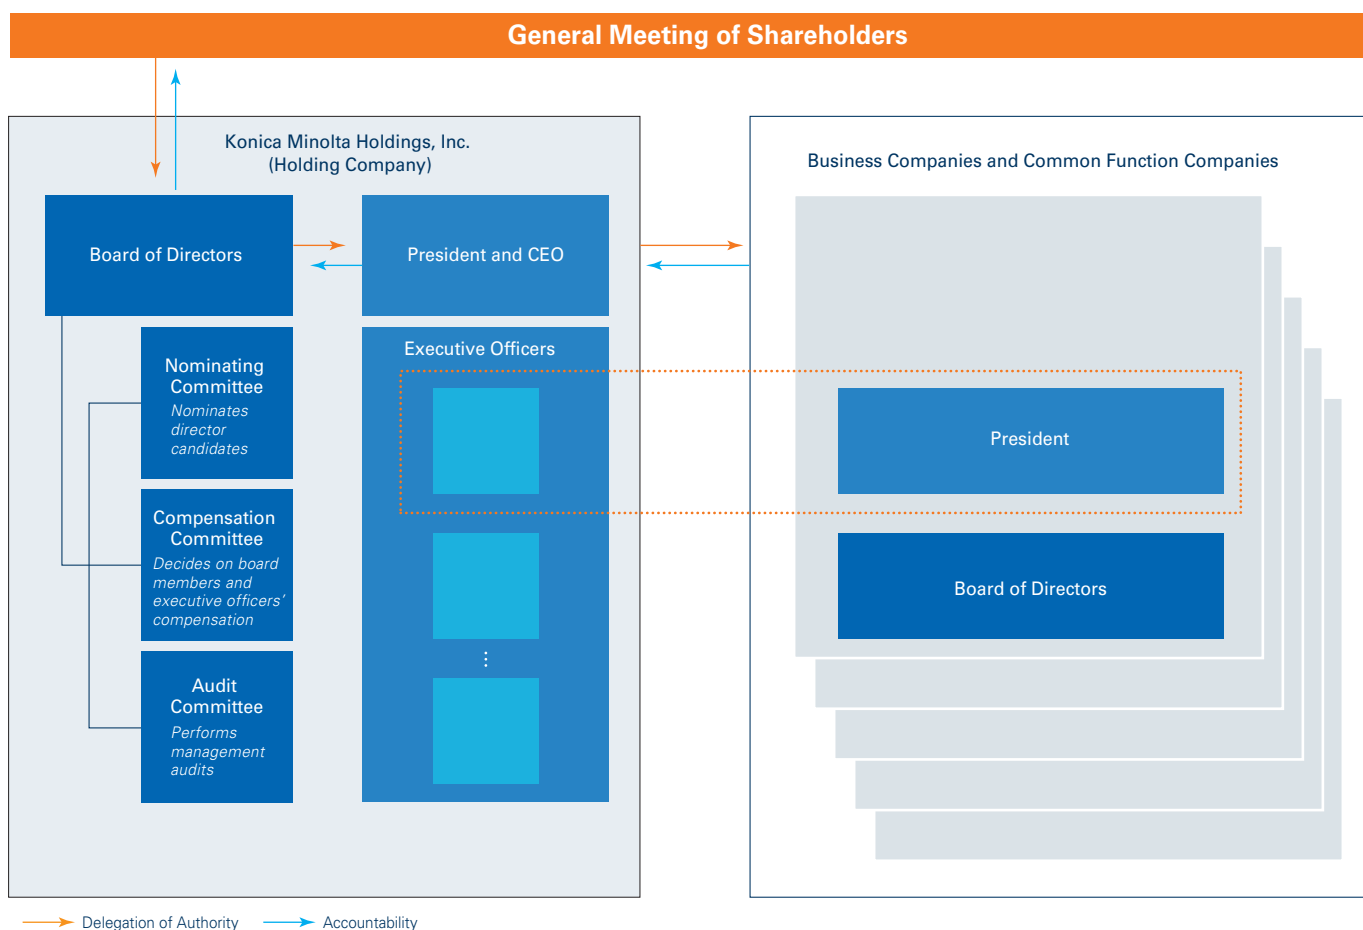 General Meeting of Shareholders
Konica Minolta Holdings, Inc.
(Holding Company)
Board of Directors
President and CEO
Nominating
Committee
Nominates
director
candidates
Compensation
Committee
Decides on board
members and
executive officers’
compensation
Audit
Committee
Performs
management
audits
Executive Officers
⋮
Business Companies and Common Function Companies
President
Board of Directors
Delegation of Authority
Accountability